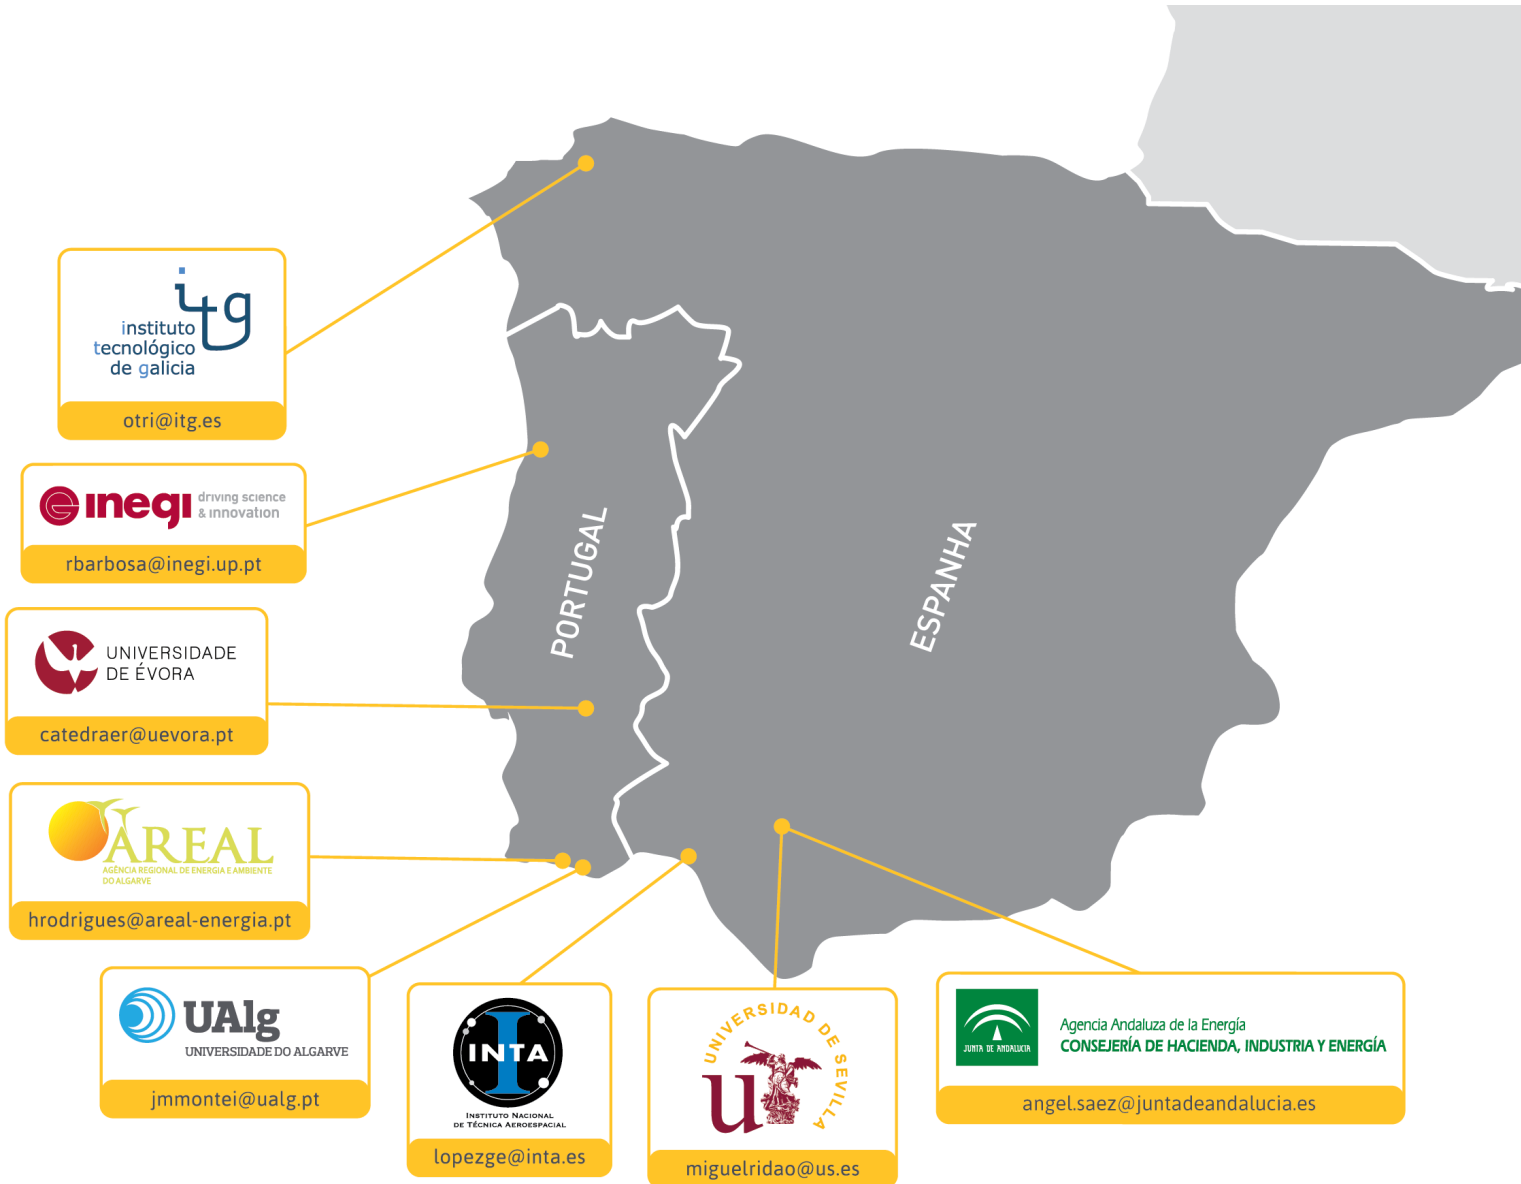 itg
instituto
tecnológico
de galicia
otri@itg.es
inegi driving science
& innovation
rbarbosa@inegi.up.pt
PORTUGAL
ESPANHA
UNIVERSIDADE
DE ÉVORA
catedraer@uevora.pt
AREAL
AGÊNCIA REGIONAL DE ENERGIA E AMBIENTE
DO ALGARVE
hrodrigues@areal-energia.pt
UAlg
UNIVERSIDADE DO ALGARVE
jmmontei@ualg.pt
INTA
INSTITUTO NACIONAL
DE TÉCNICA AEROESPACIAL
lopezge@inta.es
UNIVERSIDAD DE SEVILLA
u
miguelridao@us.es
JUNTA DE ANDALUCIA
Agencia Andaluza de la Energía
CONSEJERÍA DE HACIENDA, INDUSTRIA Y ENERGÍA
angel.saez@juntadeandalucia.es